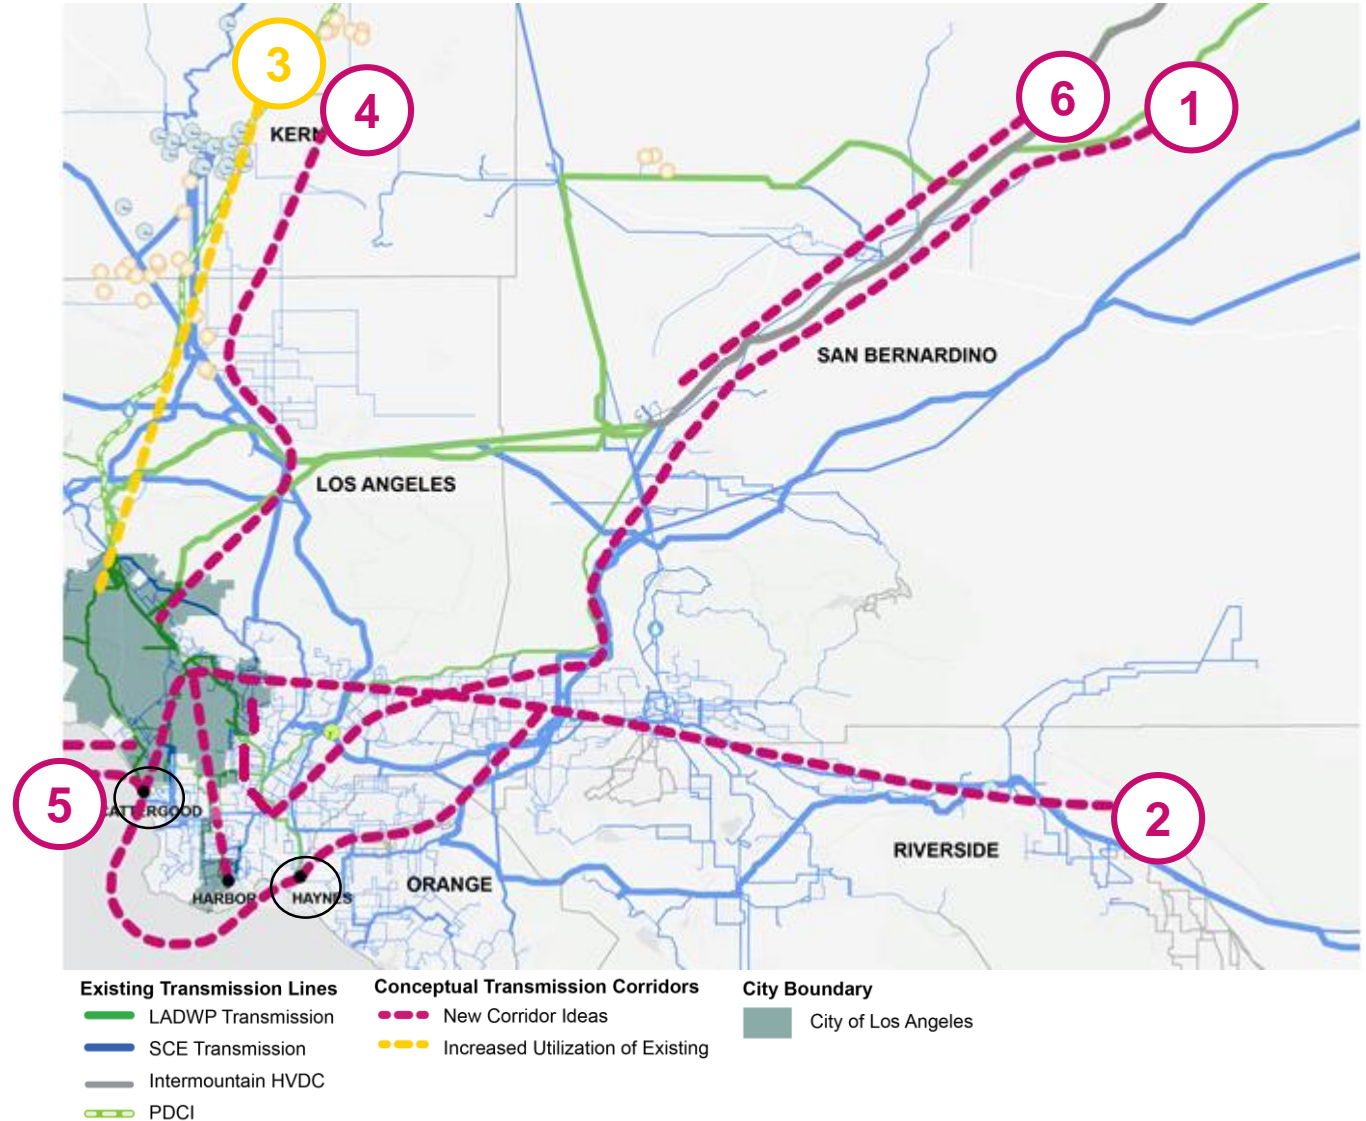 3
4
6
1
KERN
SAN BERNARDINO
LOS ANGELES
5
CATTERGOOD
2
RIVERSIDE
ORANGE
HARBOR
HAYNES
Existing Transmission Lines
LADWP Transmission
SCE Transmission
Intermountain HVDC
PDCI
Conceptual Transmission Corridors
New Corridor Ideas
Increased Utilization of Existing
City Boundary
City of Los Angeles